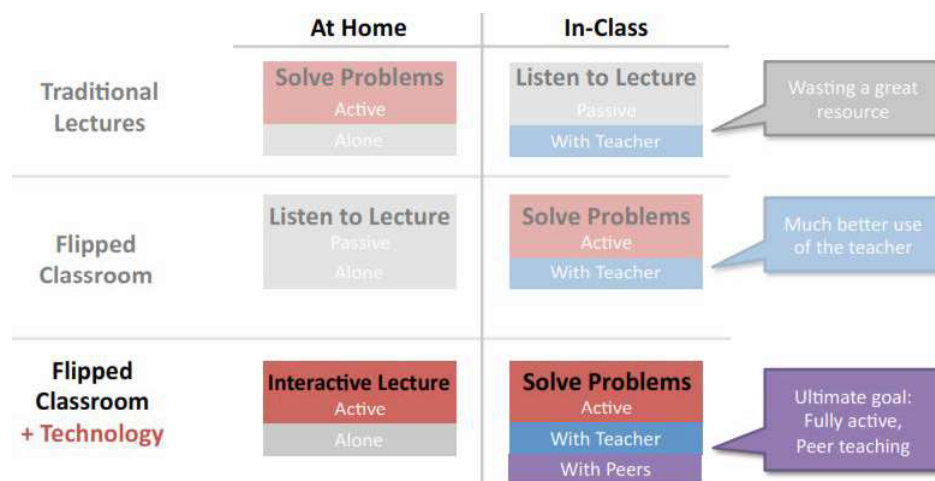 At Home
In-Class
Traditional
Lectures
Solve Problems
Active
Alone
Listen to Lecture
Passive
With Teacher
Wasting a great
resource
Flipped
Classroom
Listen to Lecture
Passive
Alone
Solve Problems
Active
With Teacher
Much better use
of the teacher
Flipped
Classroom
+ Technology
Interactive Lecture
Active
Alone
Solve Problems
Active
With Teacher
With Peers
Ultimate goal:
Fully active,
Peer teaching